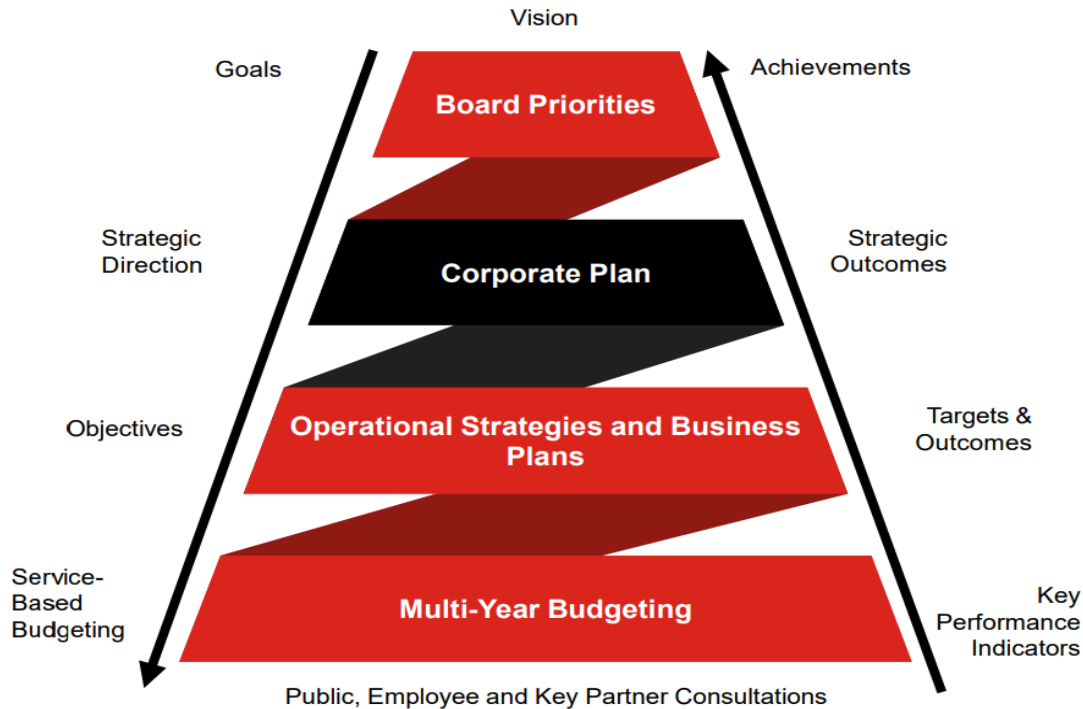 Vision
Goals
Achievements
Board Priorities
Strategic
Direction
Corporate Plan
Strategic
Outcomes
Objectives
Operational Strategies and Business
Plans
Targets &
Outcomes
Service-
Based
Budgeting
Multi-Year Budgeting
Key
Performance
Indicators
Public, Employee and Key Partner Consultations